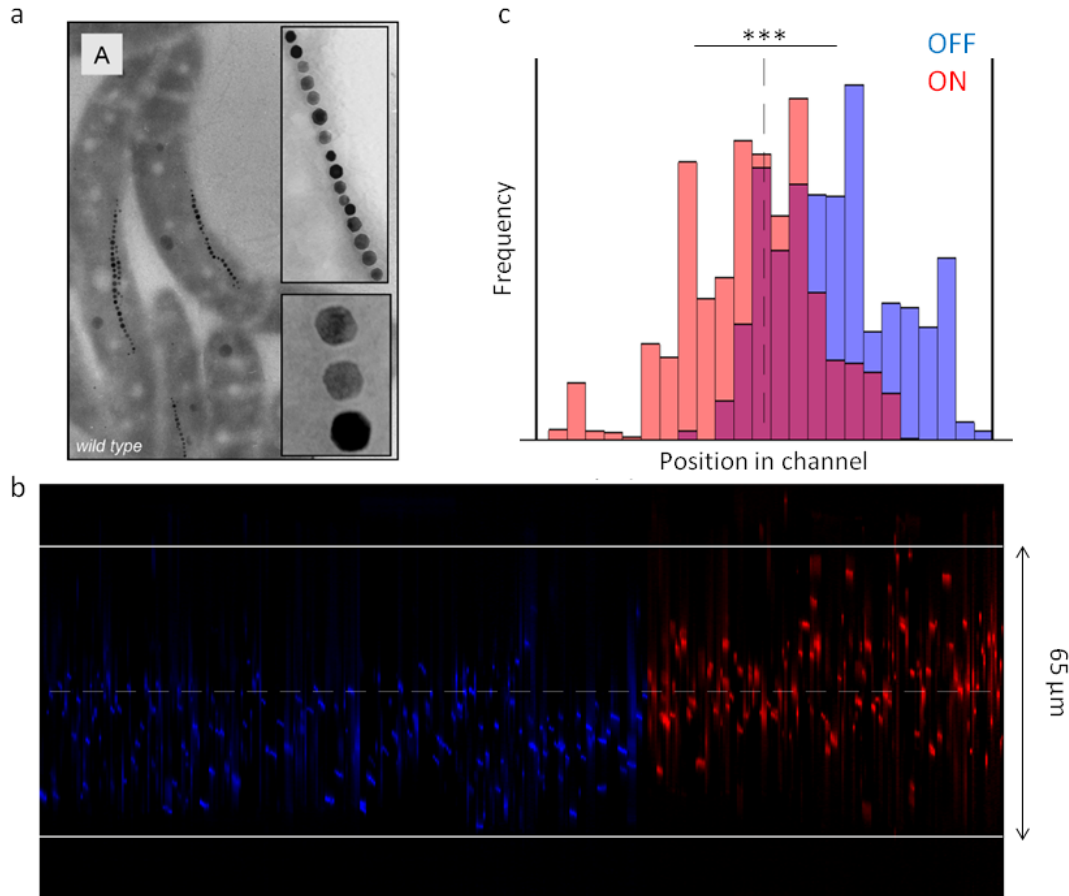 a
A
wild type
c
***
OFF
ON
Frequency
Position in channel
b
65 µm